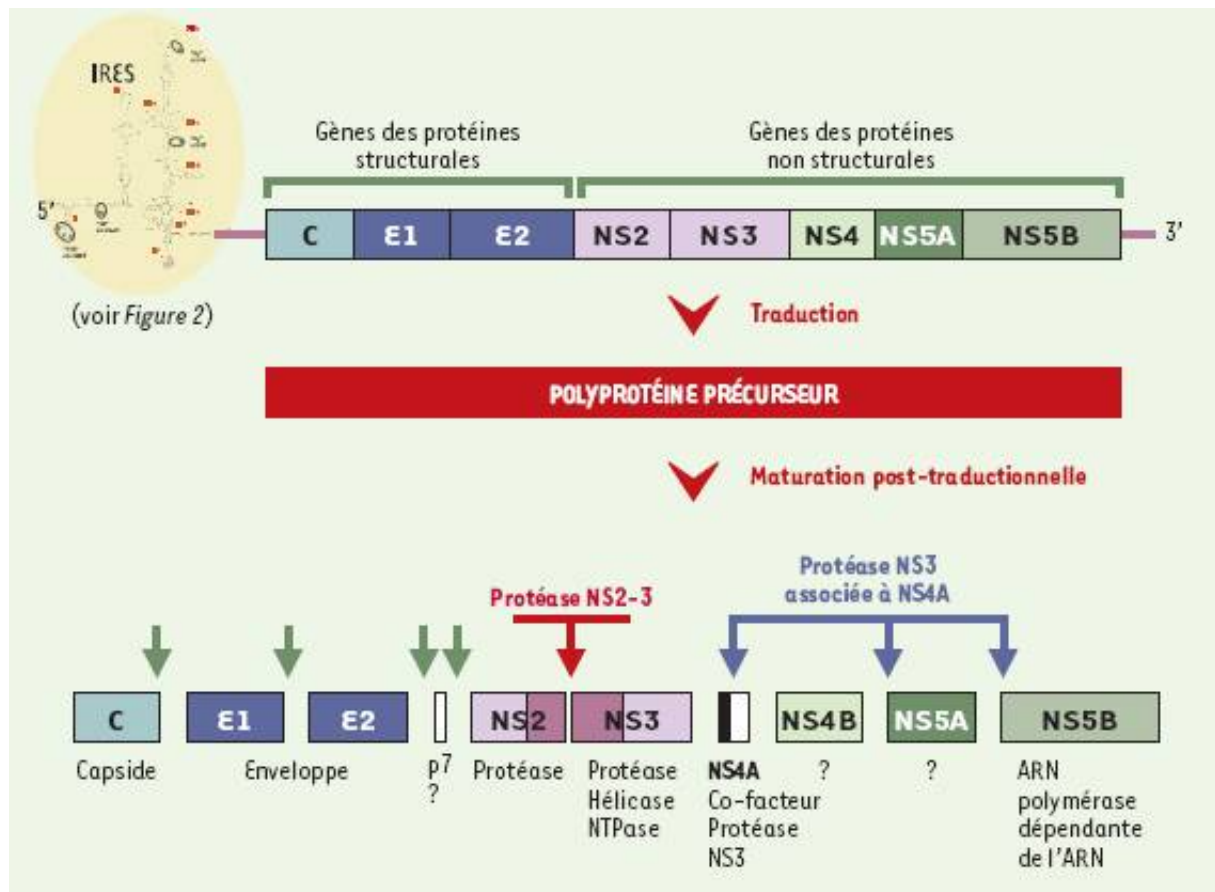 IRES
5'
(voir Figure 2)
Gènes des protéines
structurales
Gènes des protéines
non structurales
C E1 E2 NS2 NS3 NS4 NS5A NS5B
3'
Traduction
POLYPROTÉINE PRÉCURSEUR
Maturation post-traductionnelle
Protéase NS2-3
Protéase NS3
associée à NS4A
C E1 E2 NS2 NS3 NS4B NS5A NS5B
Capside
Enveloppe
P7
?
Protéase
Protéase
Hélicase
NTPase
NS4A
Co-facteur
Protéase
NS3
?
?
ARN
polymérase
dépendante
de l'ARN